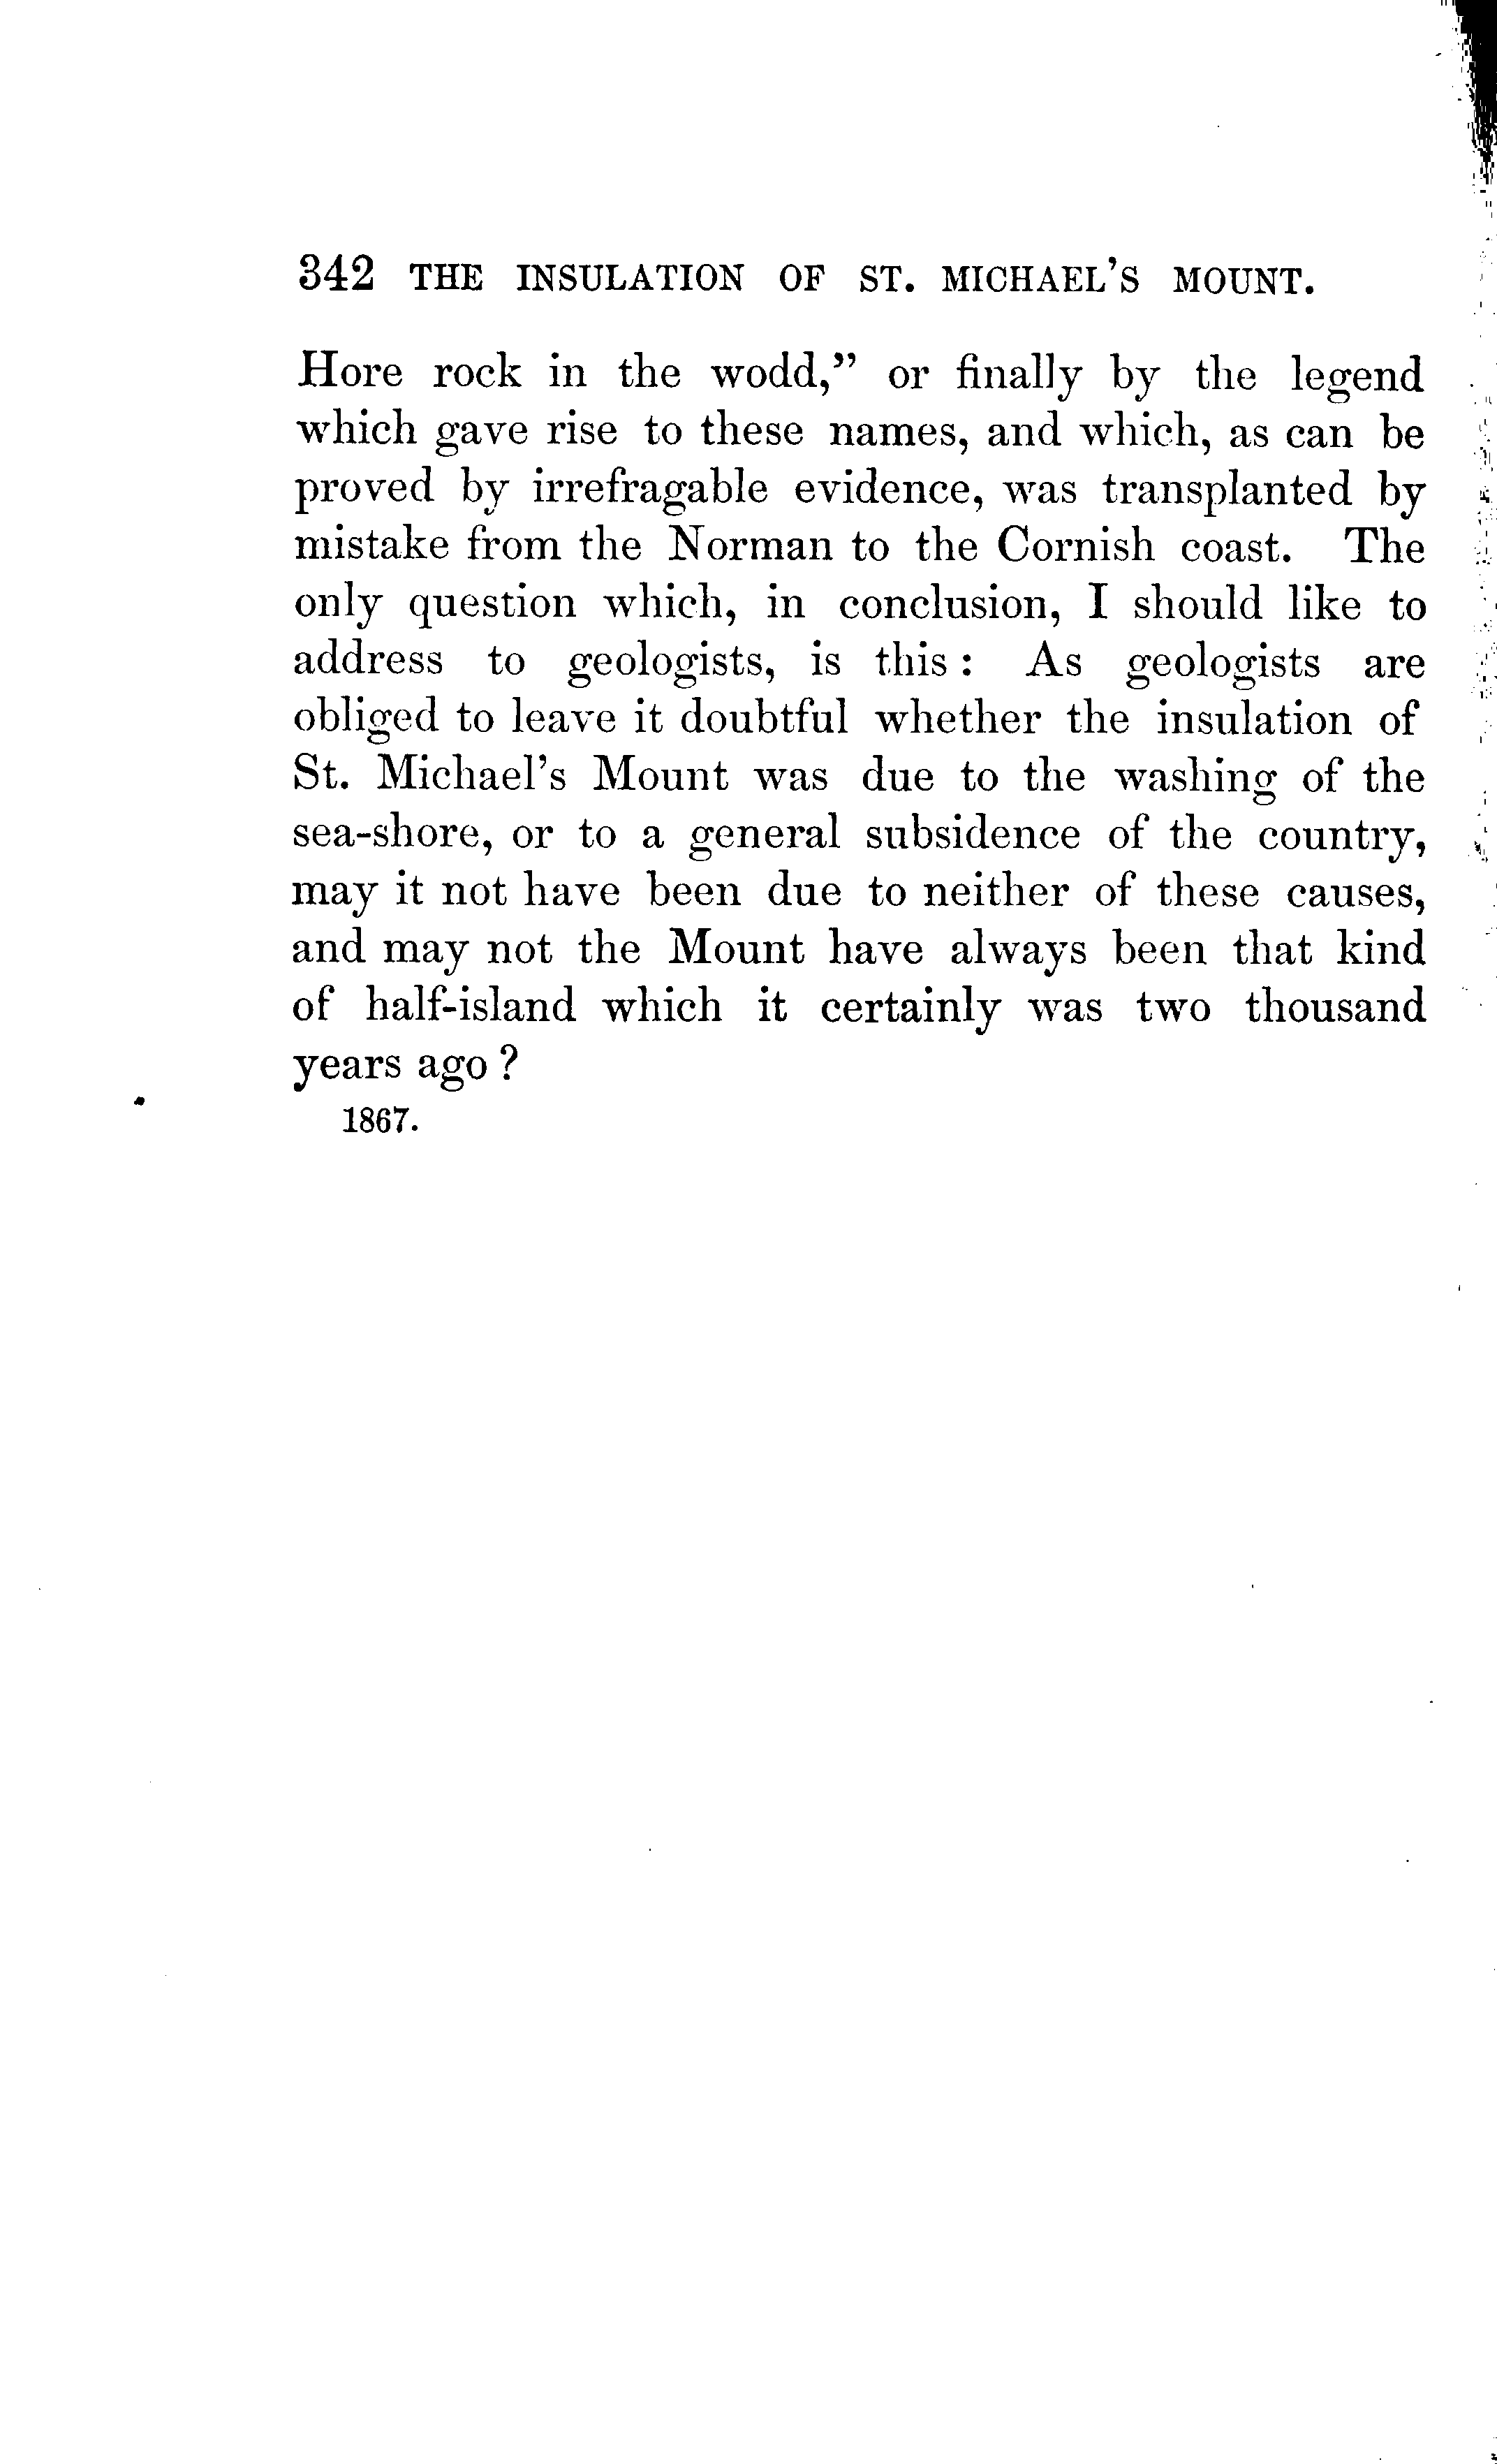 342 THE INSULATION OF ST. MICHAEL'S MOUNT.
Hore rock in the wodd,” or finally by the legend
which gave rise to these names, and which, as can be
proved by irrefragable evidence, was transplanted by
mistake from the Norman to the Cornish coast. The
only question which, in conclusion, I should like to
address to geologists, is this : As geologists are
obliged to leave it doubtful whether the insulation of
St. Michael's Mount was due to the washing of the
sea-shore, or to a general subsidence of the country,
may it not have been due to neither of these causes,
and may not the Mount have always been that kind
of half-island which it certainly was two thousand
years ago ?
1867.